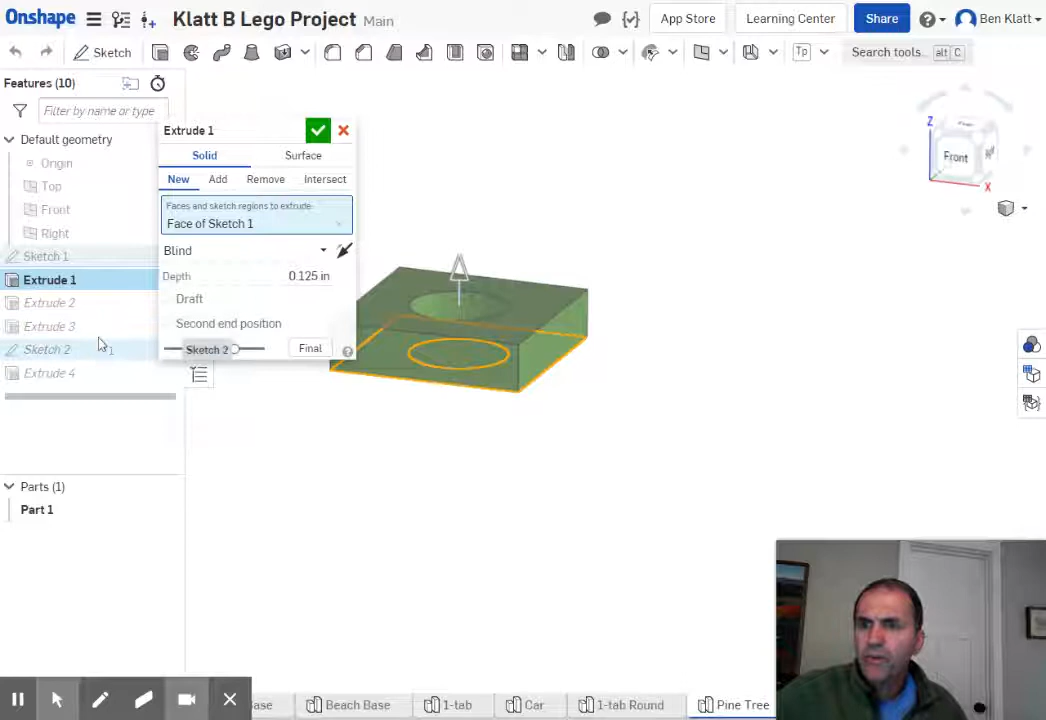 Onshape
Klatt B Lego Project Main
App Store
Learning Center
Share
Ben Klatt
Sketch
Tp
Search tools... alt C
Features (10)
Filter by name or type
Default geometry
Origin
Top
Front
Right
Sketch 1
Extrude 1
Extrude 2
Extrude 3
Sketch 2
Extrude 4
Parts (1)
Part 1
Extrude 1
Solid
Surface
New
Add
Remove
Intersect
Faces and sketch regions to extrude
Face of Sketch 1
Blind
Depth
0.125 in
Draft
Second end position
Sketch 2
Final
Z
Front
X
Beach Base
1-tab
Car
1-tab Round
Pine Tree